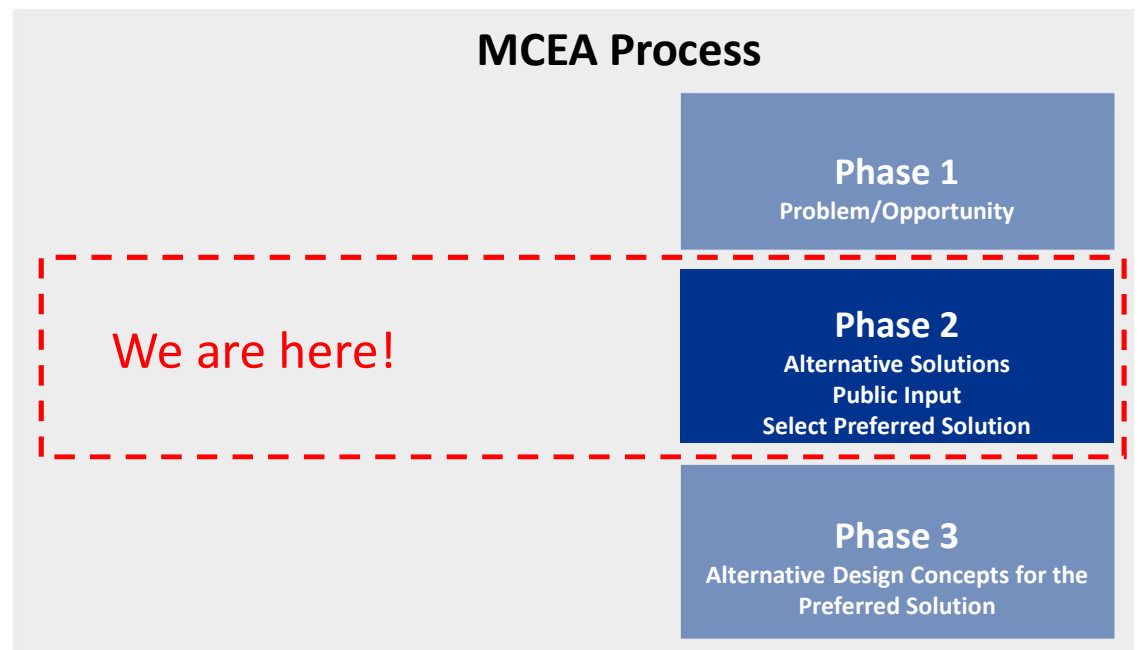 MCEA Process
Phase 1
Problem/Opportunity
We are here!
Phase 2
Alternative Solutions
Public Input
Select Preferred Solution
Phase 3
Alternative Design Concepts for the
Preferred Solution